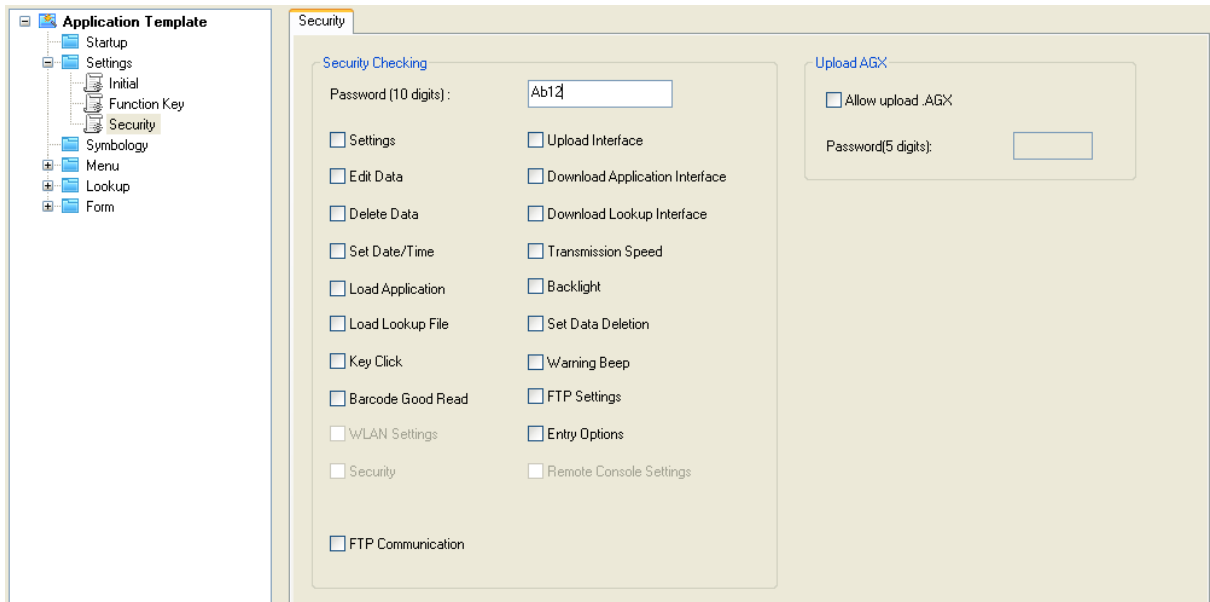 Application Template
Startup
Settings
Initial
Function Key
Security
Symbology
Menu
Lookup
Form
Security
Security Checking
Password (10 digits) : Ab12
Settings Upload Interface
Edit Data Download Application Interface
Delete Data Download Lookup Interface
Set Date/Time Transmission Speed
Load Application Backlight
Load Lookup File Set Data Deletion
Key Click Warning Beep
Barcode Good Read FTP Settings
WLAN Settings Entry Options
Security Remote Console Settings
FTP Communication
Upload AGX
Allow upload .AGX
Password(5 digits):